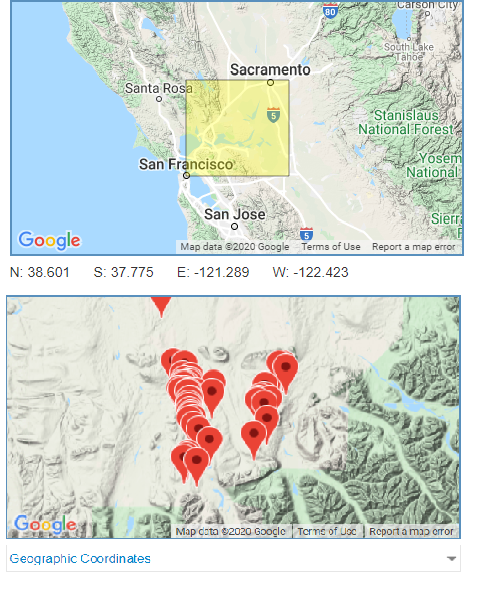 Carson City
80
South Lake
Tahoe
Sacramento
Santa Rosa
5
Stanislaus
National Forest
San Francisco
Yosem
National
San Jose
Sierr
5
Google
Map data ©2020 Google Terms of Use Report a map error
N: 38.601 S: 37.775 E: -121.289 W: -122.423
Google
Map data ©2020 Google Terms of Use Report a map error
Geographic Coordinates